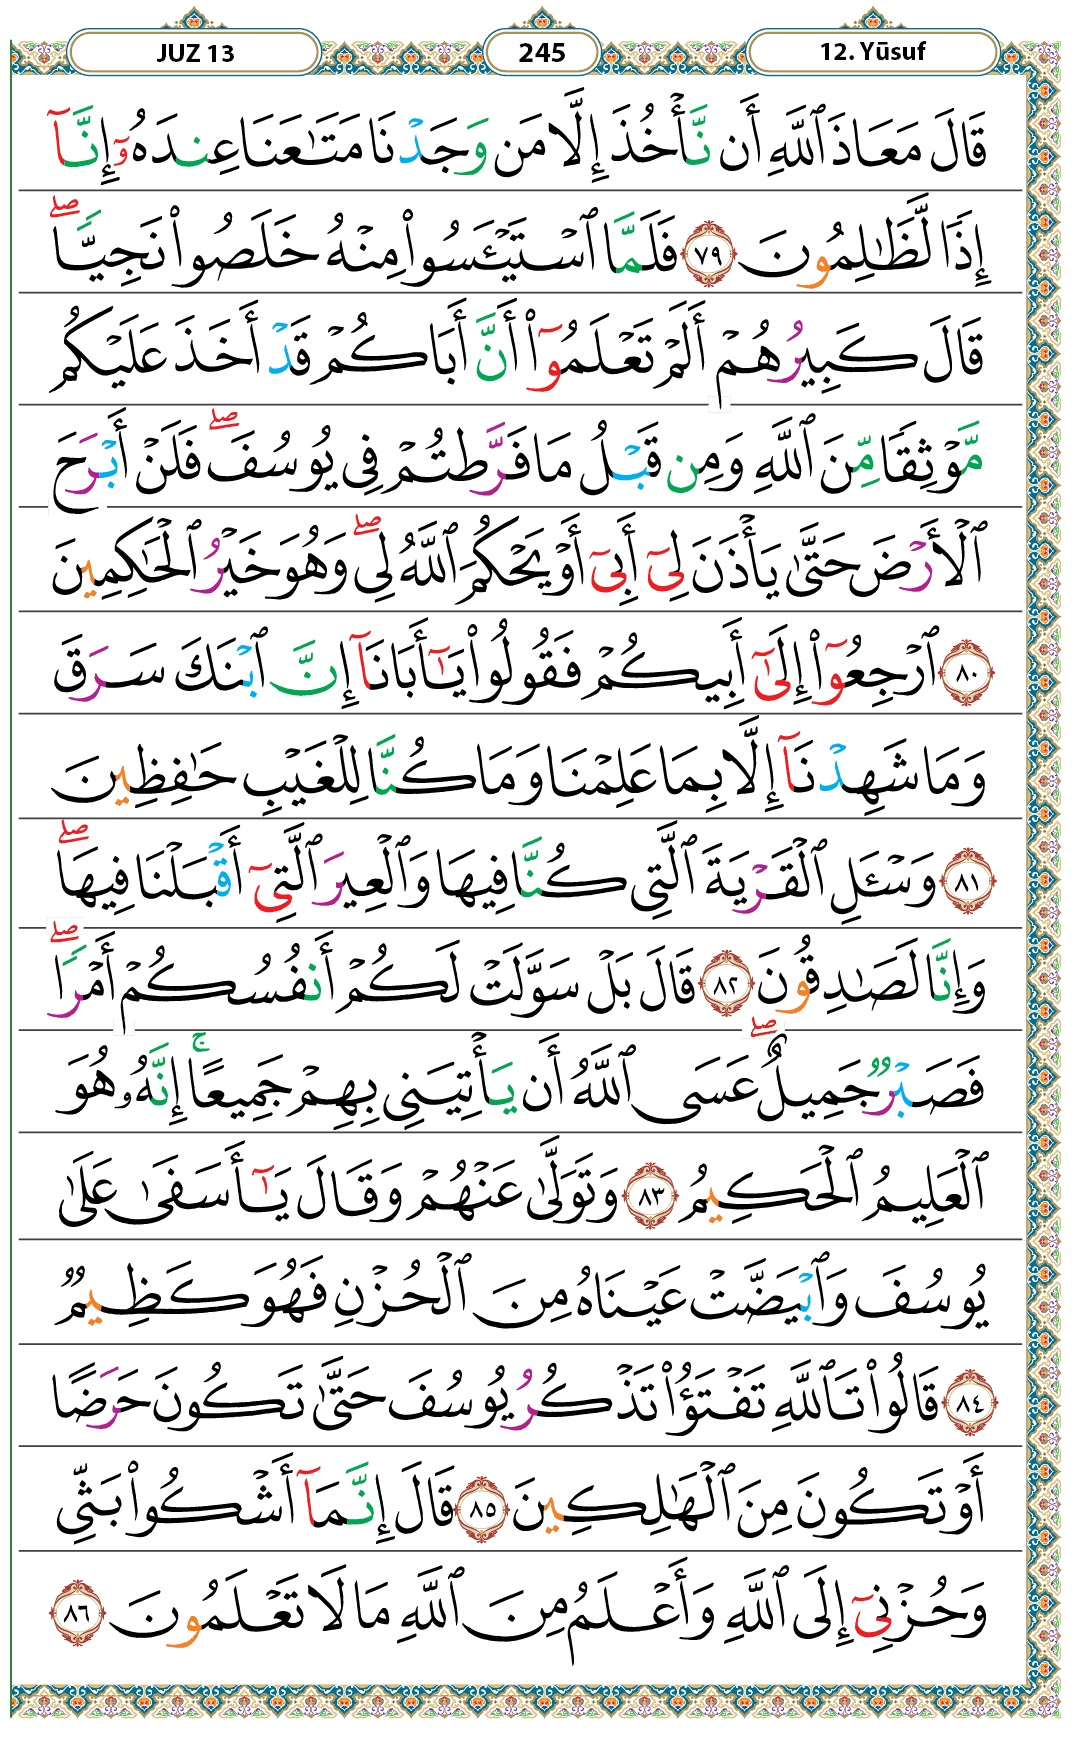 JUZ 13
245
12. Yūsuf
قَالَ مَعَاذَ ٱللَّهِ أَن نَّأۡخُذَ إِلَّا مَن وَجَدۡنَا مَتَـٰعَنَا عِندَهُۥٓ إِنَّآ
إِذًا لَّظَـٰلِمُونَ ٧٩ فَلَمَّا ٱسۡتَيۡـَٔسُواْ مِنۡهُ خَلَصُواْ نَجِيًّاۖ
قَالَ كَبِيرُهُمۡ أَلَمۡ تَعۡلَمُوٓاْ أَنَّ أَبَاكُمۡ قَدۡ أَخَذَ عَلَيۡكُم
مَّوۡثِقًا مِّنَ ٱللَّهِ وَمِن قَبۡلُ مَا فَرَّطتُمۡ فِي يُوسُفَۖ فَلَنۡ أَبۡرَحَ
ٱلۡأَرۡضَ حَتَّىٰ يَأۡذَنَ لِيٓ أَبِيٓ أَوۡ يَحۡكُمَ ٱللَّهُ لِيۖ وَهُوَ خَيۡرُ ٱلۡحَـٰكِمِينَ
٨٠ ٱرۡجِعُوٓاْ إِلَىٰٓ أَبِيكُمۡ فَقُولُواْ يَـٰٓأَبَانَآ إِنَّ ٱبۡنَكَ سَرَقَ
وَمَا شَهِدۡنَآ إِلَّا بِمَا عَلِمۡنَا وَمَا كُنَّا لِلۡغَيۡبِ حَـٰفِظِينَ
٨١ وَسۡـَٔلِ ٱلۡقَرۡيَةَ ٱلَّتِي كُنَّا فِيهَا وَٱلۡعِيرَ ٱلَّتِيٓ أَقۡبَلۡنَا فِيهَاۖ
وَإِنَّا لَصَـٰدِقُونَ ٨٢ قَالَ بَلۡ سَوَّلَتۡ لَكُمۡ أَنفُسُكُمۡ أَمۡرًاۖ
فَصَبۡرٌ جَمِيلٌۖ عَسَى ٱللَّهُ أَن يَأۡتِيَنِي بِهِمۡ جَمِيعًاۚ إِنَّهُۥ هُوَ
ٱلۡعَلِيمُ ٱلۡحَكِيمُ ٨٣ وَتَوَلَّىٰ عَنۡهُمۡ وَقَالَ يَـٰٓأَسَفَىٰ عَلَىٰ
يُوسُفَ وَٱبۡيَضَّتۡ عَيۡنَاهُ مِنَ ٱلۡحُزۡنِ فَهُوَ كَظِيمٌ
٨٤ قَالُواْ تَٱللَّهِ تَفۡتَؤُاْ تَذۡكُرُ يُوسُفَ حَتَّىٰ تَكُونَ حَرَضًا
أَوۡ تَكُونَ مِنَ ٱلۡهَـٰلِكِينَ ٨٥ قَالَ إِنَّمَآ أَشۡكُواْ بَثِّي
وَحُزۡنِيٓ إِلَى ٱللَّهِ وَأَعۡلَمُ مِنَ ٱللَّهِ مَا لَا تَعۡلَمُونَ ٨٦